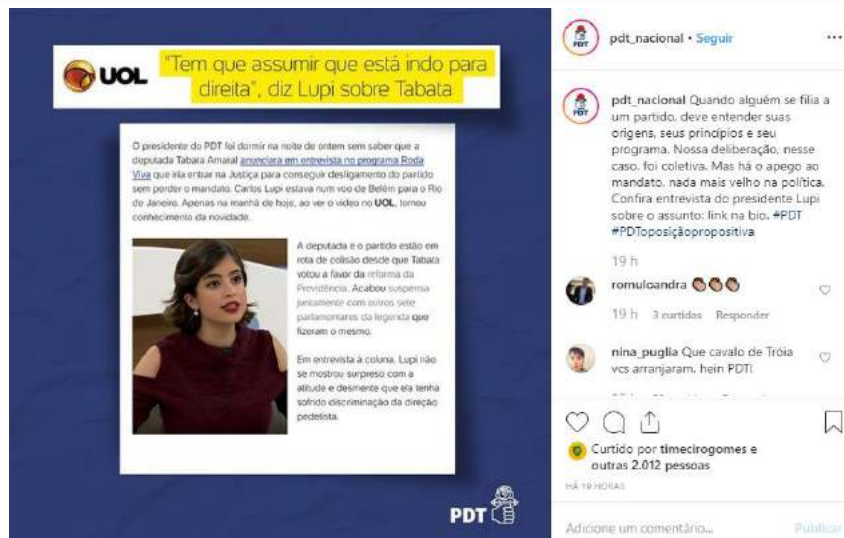 UOL
"Tem que assumir que está indo para
direita", diz Lupi sobre Tabata
O presidente do PDT foi dormir na noite de ontem sem saber que a
deputada Tabata Amaral anunciara em entrevista no programa Roda
Viva que iria entrar na Justiça para conseguir desligamento do partido
sem perder o mandato. Carlos Lupi estava num voo de Belém para o Rio
de Janeiro. Apenas na manhã de hoje, ao ver o vídeo no UOL, tomou
conhecimento da novidade.
A deputada e o partido estão em
rota de colisão desde que Tabata
votou a favor da reforma da
Previdência. Acabou suspensa
juntamente com outros sete
parlamentares da legenda que
fizeram o mesmo.
Em entrevista à coluna, Lupi não
se mostrou surpreso com a
atitude e desmente que ela tenha
sofrido discriminação da direção
pedetista.
PDT
PDT
pdt_nacional • Seguir
PDT
pdt_nacional Quando alguém se filia a
um partido, deve entender suas
origens, seus princípios e seu
programa. Nossa deliberação, nesse
caso, foi coletiva. Mas há o apego ao
mandato, nada mais velho na política.
Confira entrevista do presidente Lupi
sobre o assunto: link na bio. #PDT
#PDToposiçãopropositiva
19 h
romuloandra 👏👏👏
19 h 3 curtidas Responder
nina_puglia Que cavalo de Tróia
vcs arranjaram, hein PDT!
Curtido por timecirogomes e
outras 2.012 pessoas
HÁ 19 HORAS
Adicione um comentário... Publicar